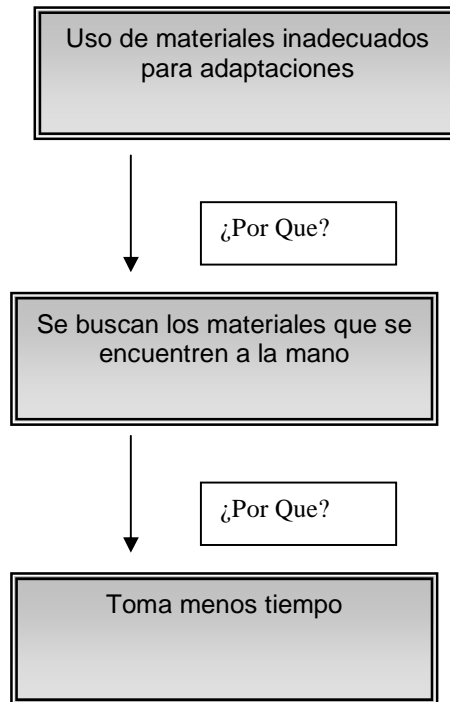 Uso de materiales inadecuados
para adaptaciones
¿Por Que?
Se buscan los materiales que se
encuentren a la mano
¿Por Que?
Toma menos tiempo